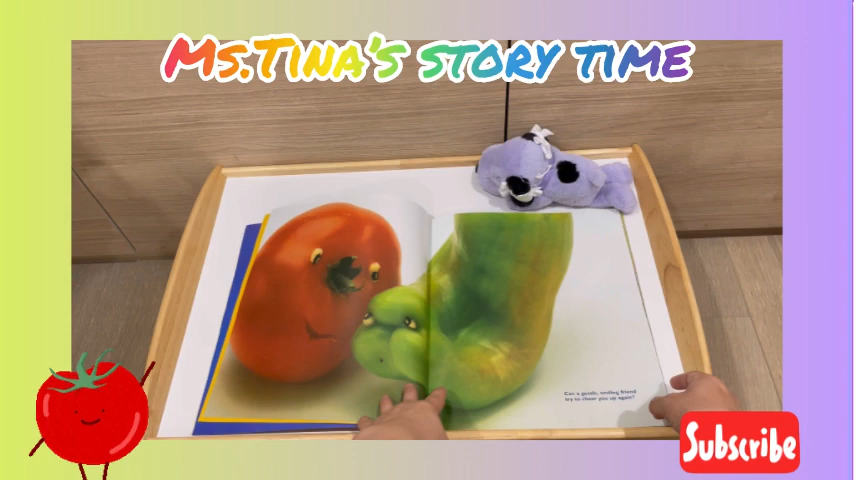 Ms.Tina's story time
Can a gentle, smiling friend
try to cheer you up again?
Subscribe